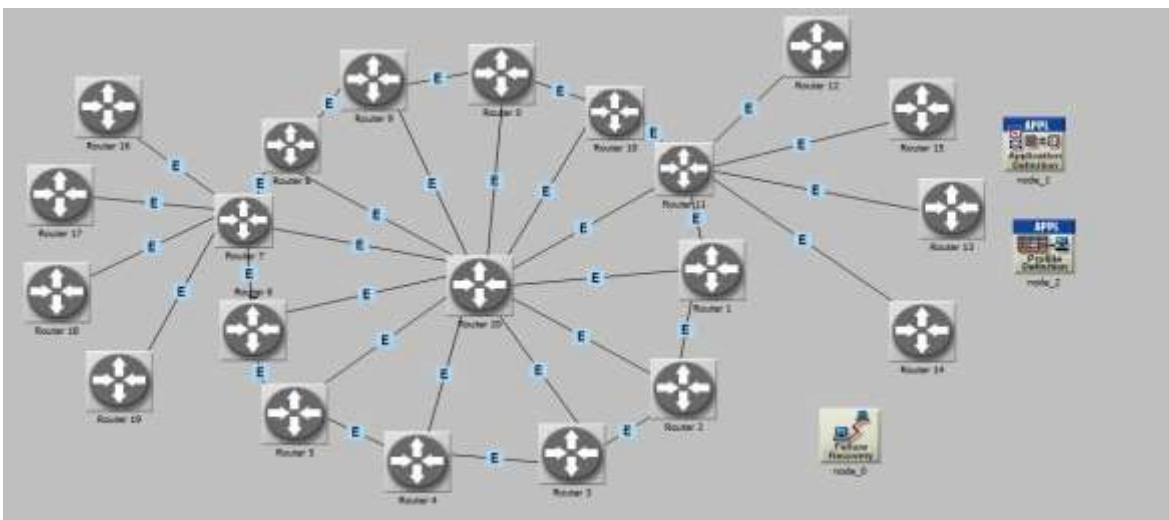 Router 12
E
E
Router 9
E
Router 0
E
E
Router 15
Router 16
E
Router 10
E
E
APPL
Application
Definition
node_1
E
Router 8
E
E
E
E
E
E
Router 11
Router 17
E
E
E
E
E
Router 13
APPL
Profile
Definition
node_2
E
Router 7
E
E
E
Router 6
E
E
E
Router 1
Router 18
Router 20
E
E
E
Router 14
E
E
E
E
Router 19
Router 2
E
E
Router 5
Failure
Recovery
node_0
E
Router 4
Router 3